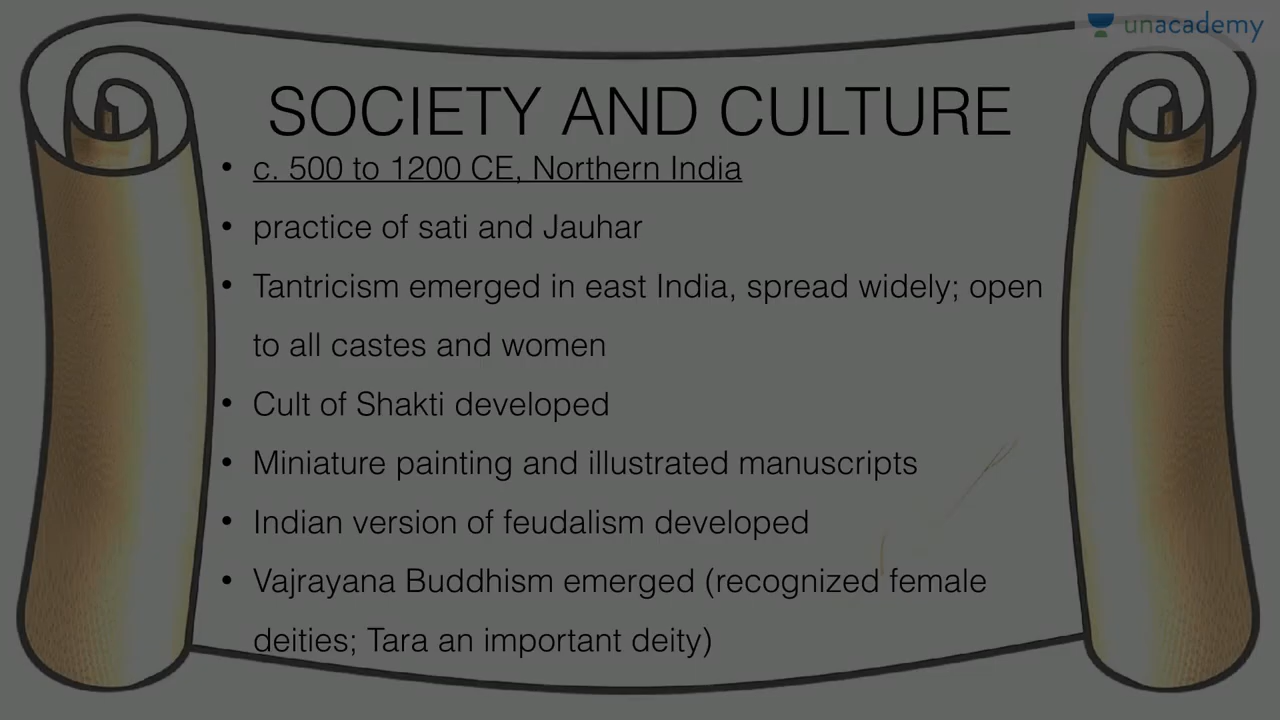 unacademy
SOCIETY AND CULTURE
• c. 500 to 1200 CE, Northern India
• practice of sati and Jauhar
• Tantricism emerged in east India, spread widely; open
to all castes and women
• Cult of Shakti developed
• Miniature painting and illustrated manuscripts
• Indian version of feudalism developed
• Vajrayana Buddhism emerged (recognized female
deities; Tara an important deity)